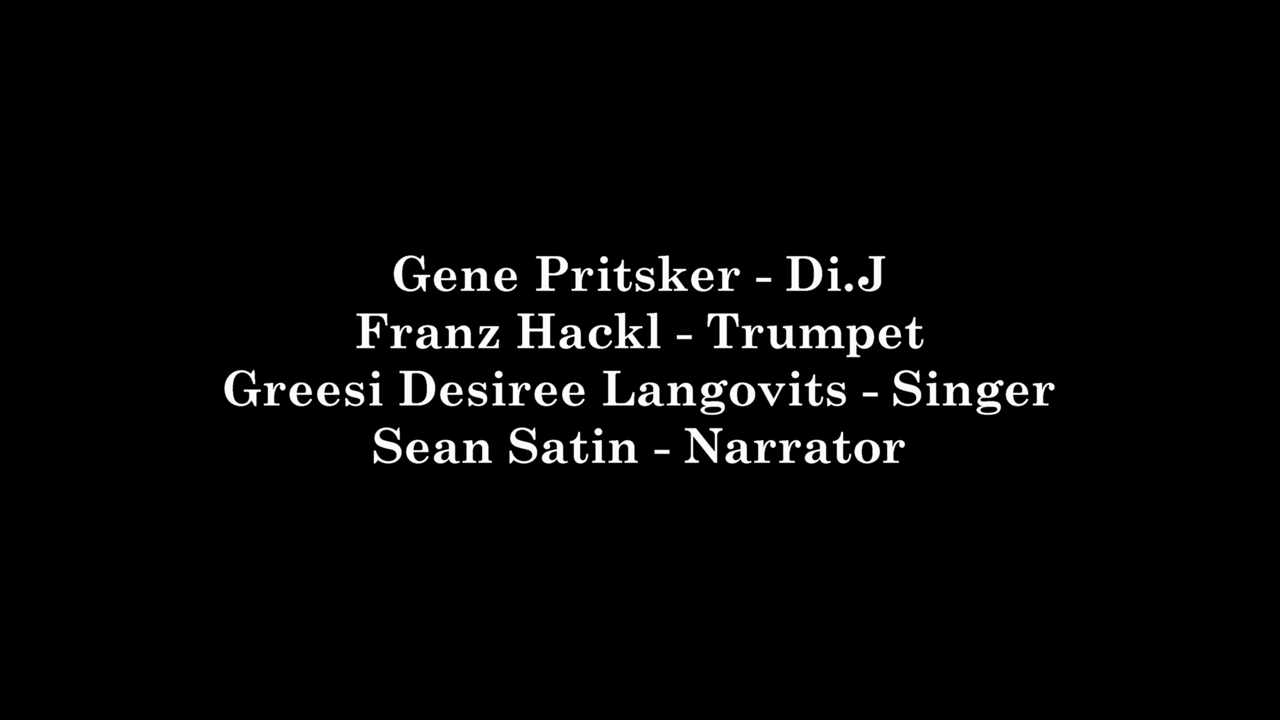 Gene Pritsker - Di.J
Franz Hackl - Trumpet
Greesi Desiree Langovits - Singer
Sean Satin - Narrator